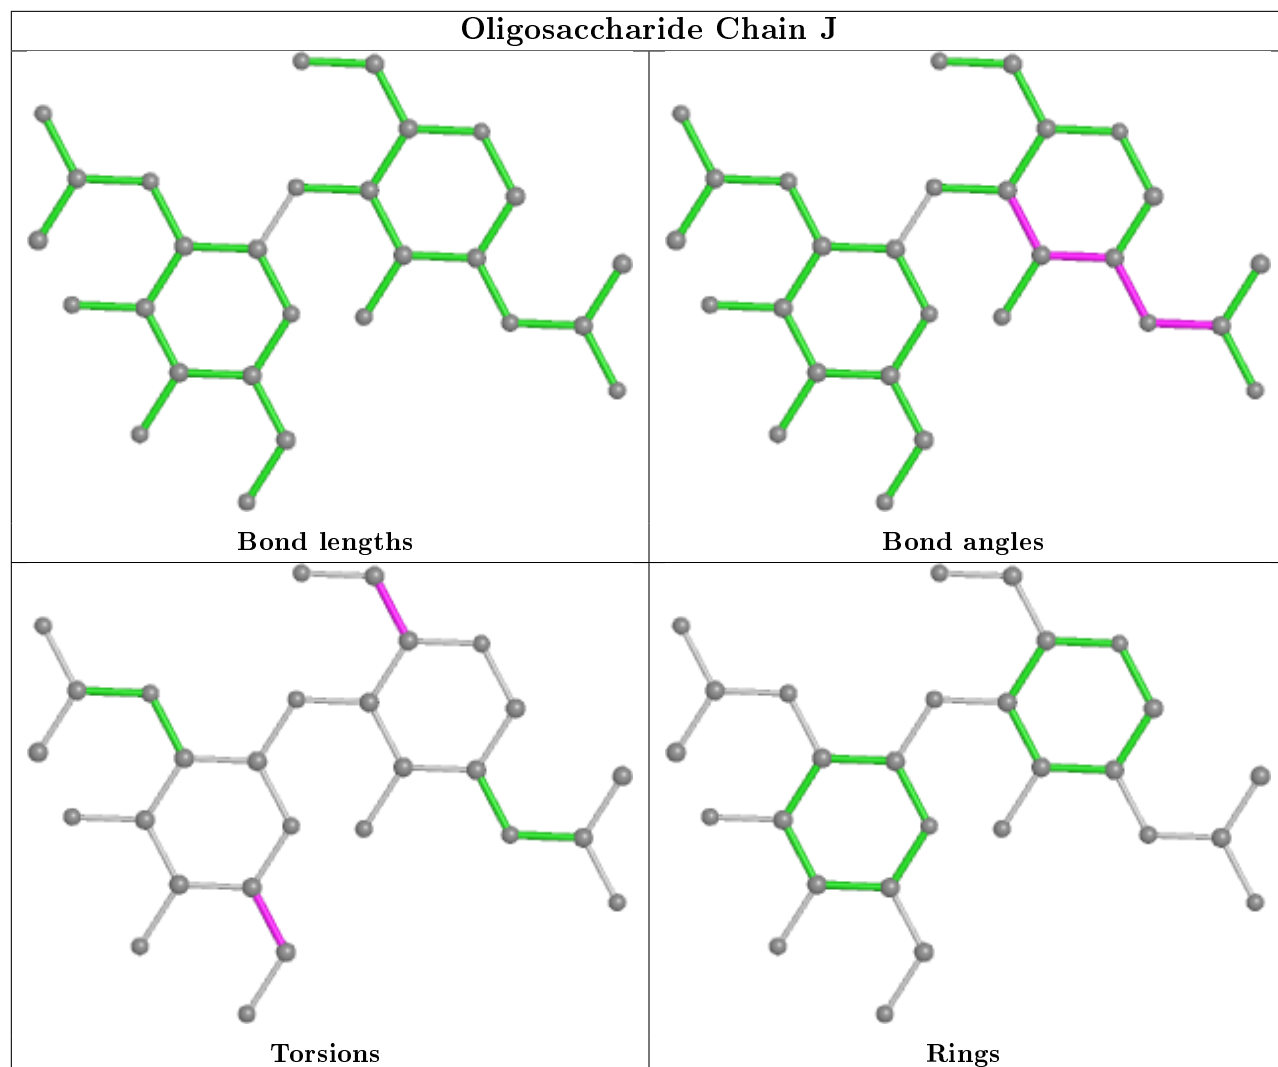 Oligosaccharide Chain J
Bond lengths
Bond angles
Torsions
Rings